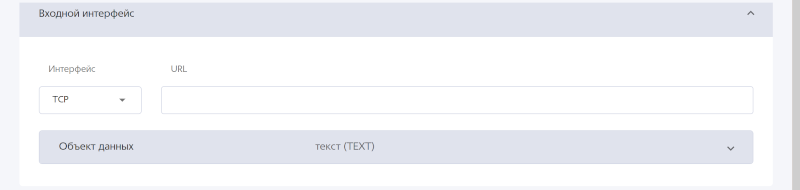 Входной интерфейс
Интерфейс URL
TCP
Объект данных текст (TEXT)